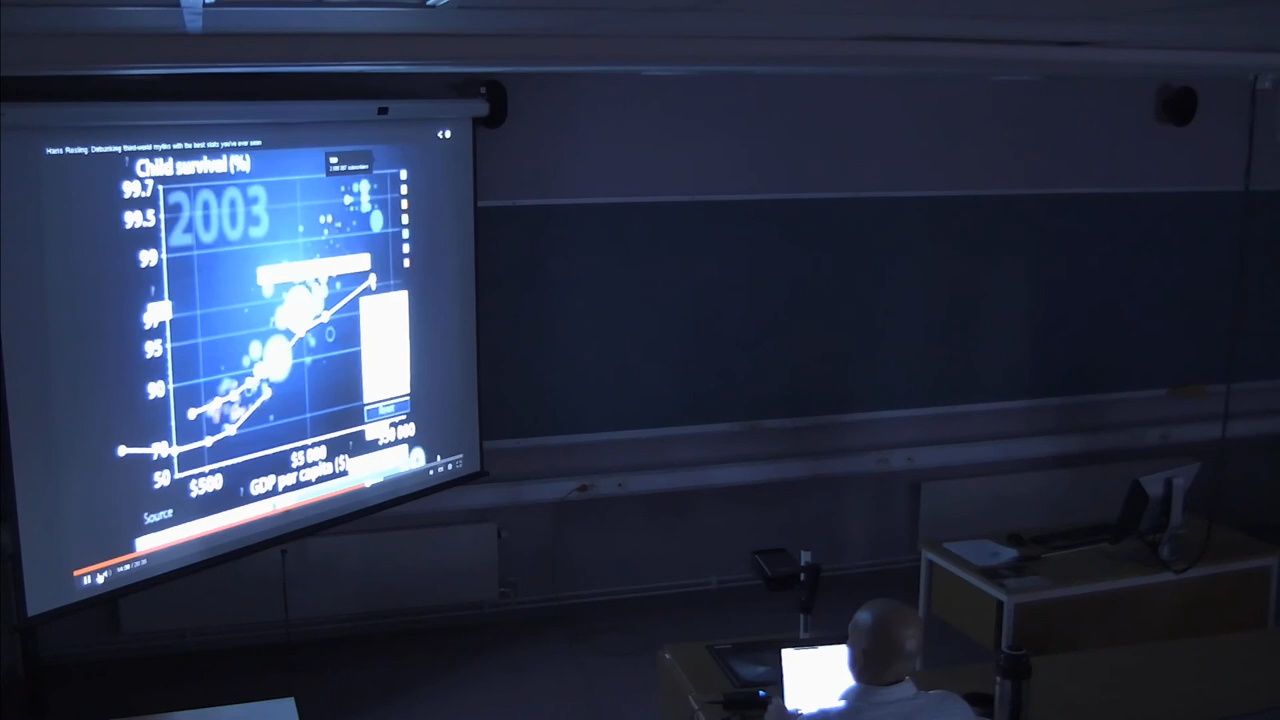 Hans Rosling: Debunking third-world myths with the best stats you've ever seen
Child survival (%)
2003
99.7
99.5
99
95
90
70
50
$500
$5 000
$50 000
GDP per capita ($)
Source